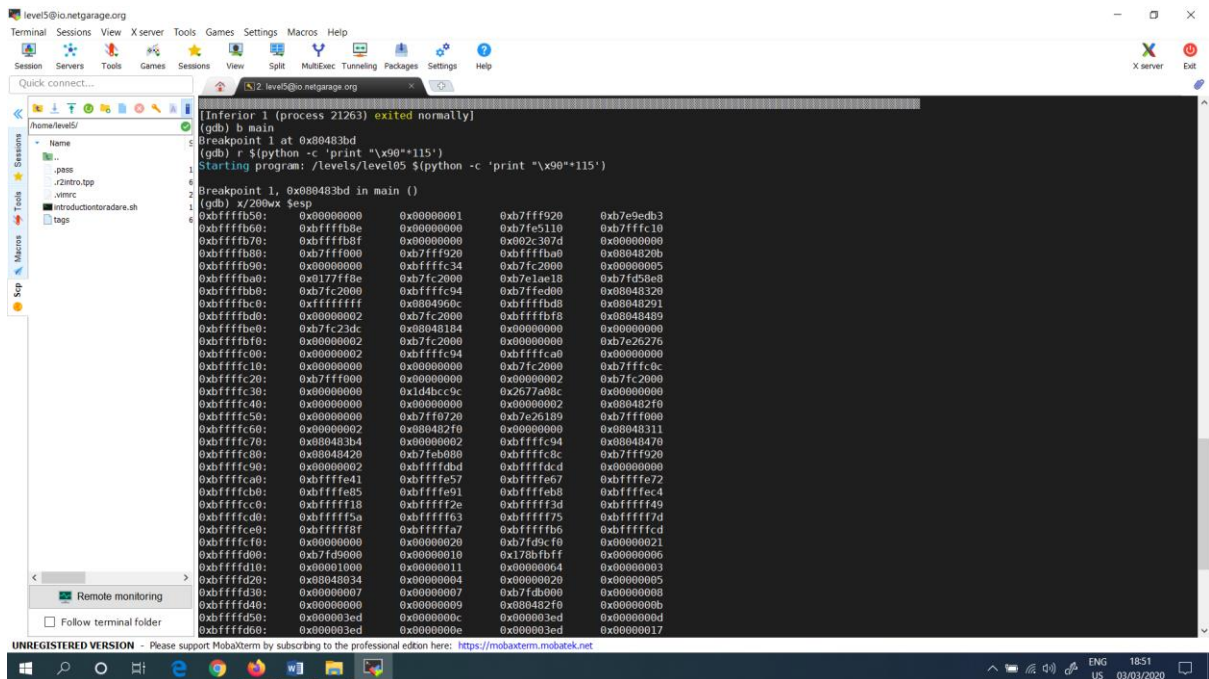 level5@io.netgarage.org
Terminal Sessions View X server Tools Games Settings Macros Help
Session Servers Tools Games Sessions View Split MultiExec Tunneling Packages Settings Help X server Exit
Quick connect...
2. level5@io.netgarage.org
/home/level5/
Name
..
.pass
.r2intro.tpp
.vimrc
introductiontoradare.sh
tags
Sessions
Tools
Macros
Scp
[Inferior 1 (process 21263) exited normally]
(gdb) b main
Breakpoint 1 at 0x80483bd
(gdb) r $(python -c 'print "\x90"*115')
Starting program: /levels/level05 $(python -c 'print "\x90"*115')
Breakpoint 1, 0x080483bd in main ()
(gdb) x/200wx $esp
0xbffffb50: 0x00000000 0x00000001 0xb7fff920 0xb7e9edb3
0xbffffb60: 0xbffffb8e 0x00000000 0xb7fe5110 0xb7fffc10
0xbffffb70: 0xbffffb8f 0x00000000 0x002c307d 0x00000000
0xbffffb80: 0xb7fff000 0xb7fff920 0xbffffba0 0x0804820b
0xbffffb90: 0x00000000 0xbffffc34 0xb7fc2000 0x00000005
0xbffffba0: 0x0177ff8e 0xb7fc2000 0xb7e1ae18 0xb7fd58e8
0xbffffbb0: 0xb7fc2000 0xbffffc94 0xb7ffed00 0x08048320
0xbffffbc0: 0xffffffff 0x0804960c 0xbffffbd8 0x08048291
0xbffffbd0: 0x00000002 0xb7fc2000 0xbffffbf8 0x08048489
0xbffffbe0: 0xb7fc23dc 0x08048184 0x00000000 0x00000000
0xbffffbf0: 0x00000002 0xb7fc2000 0x00000000 0xb7e26276
0xbffffc00: 0x00000002 0xbffffc94 0xbffffca0 0x00000000
0xbffffc10: 0x00000000 0x00000000 0xb7fc2000 0xb7fffc0c
0xbffffc20: 0xb7fff000 0x00000000 0x00000002 0xb7fc2000
0xbffffc30: 0x00000000 0x1d4bcc9c 0x2677a08c 0x00000000
0xbffffc40: 0x00000000 0x00000000 0x00000002 0x080482f0
0xbffffc50: 0x00000000 0xb7ff0720 0xb7e26189 0xb7fff000
0xbffffc60: 0x00000002 0x080482f0 0x00000000 0x08048311
0xbffffc70: 0x080483b4 0x00000002 0xbffffc94 0x08048470
0xbffffc80: 0x08048420 0xb7feb080 0xbffffc8c 0xb7fff920
0xbffffc90: 0x00000002 0xbffffdbd 0xbffffdcd 0x00000000
0xbffffca0: 0xbffffe41 0xbffffe57 0xbffffe67 0xbffffe72
0xbffffcb0: 0xbffffe85 0xbffffe91 0xbffffeb8 0xbffffec4
0xbffffcc0: 0xbfffff18 0xbfffff2e 0xbfffff3d 0xbfffff49
0xbffffcd0: 0xbfffff5a 0xbfffff63 0xbfffff75 0xbfffff7d
0xbffffce0: 0xbfffff8f 0xbfffffa7 0xbfffffb6 0xbfffffcd
0xbffffcf0: 0x00000000 0x00000020 0xb7fd9cf0 0x00000021
0xbffffd00: 0xb7fd9000 0x00000010 0x178bfbff 0x00000006
0xbffffd10: 0x00001000 0x00000011 0x00000064 0x00000003
0xbffffd20: 0x08048034 0x00000004 0x00000020 0x00000005
0xbffffd30: 0x00000007 0x00000007 0xb7fdb000 0x00000008
0xbffffd40: 0x00000000 0x00000009 0x080482f0 0x0000000b
0xbffffd50: 0x000003ed 0x0000000c 0x000003ed 0x0000000d
0xbffffd60: 0x000003ed 0x0000000e 0x000003ed 0x00000017
Remote monitoring
Follow terminal folder
UNREGISTERED VERSION - Please support MobaXterm by subscribing to the professional edition here: https://mobaxterm.mobatek.net
ENG 18:51
US 03/03/2020